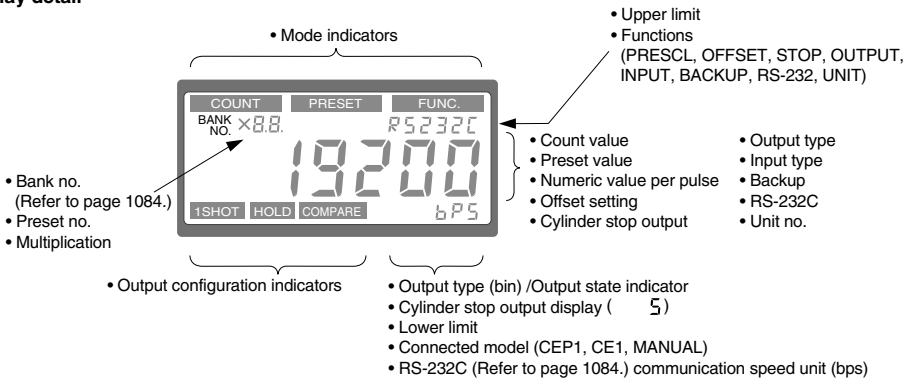 • Upper limit
• Functions
(PRESCL, OFFSET, STOP, OUTPUT,
INPUT, BACKUP, RS-232, UNIT)
• Mode indicators
COUNT PRESET FUNC.
BANK NO. ×8.8. RS232C
19200
1SHOT HOLD COMPARE bPS
• Count value
• Preset value
• Numeric value per pulse
• Offset setting
• Cylinder stop output
• Output type
• Input type
• Backup
• RS-232C
• Unit no.
• Bank no.
(Refer to page 1084.)
• Preset no.
• Multiplication
• Output configuration indicators
• Output type (bin) /Output state indicator
• Cylinder stop output display ( 5)
• Lower limit
• Connected model (CEP1, CE1, MANUAL)
• RS-232C (Refer to page 1084.) communication speed unit (bps)